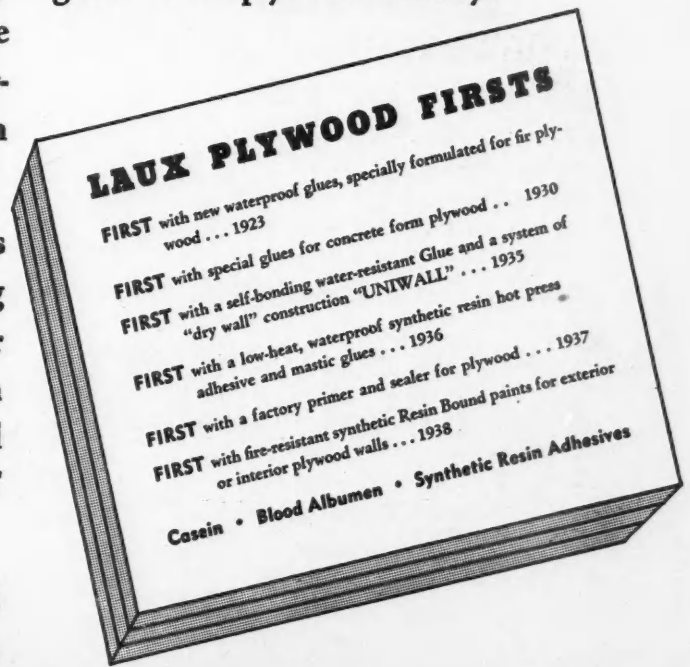 LAUX PLYWOOD FIRSTS
FIRST with new waterproof glues, specially formulated for fir ply-
wood . . . 1923
FIRST with special glues for concrete form plywood . . 1930
FIRST with a self-bonding water-resistant Glue and a system of
"dry wall" construction "UNIWALL" . . . 1935
FIRST with a low-heat, waterproof synthetic resin hot press
adhesive and mastic glues . . . 1936
FIRST with a factory primer and sealer for plywood . . . 1937
FIRST with fire-resistant synthetic Resin Bound paints for exterior
or interior plywood walls . . . 1938
Casein • Blood Albumen • Synthetic Resin Adhesives